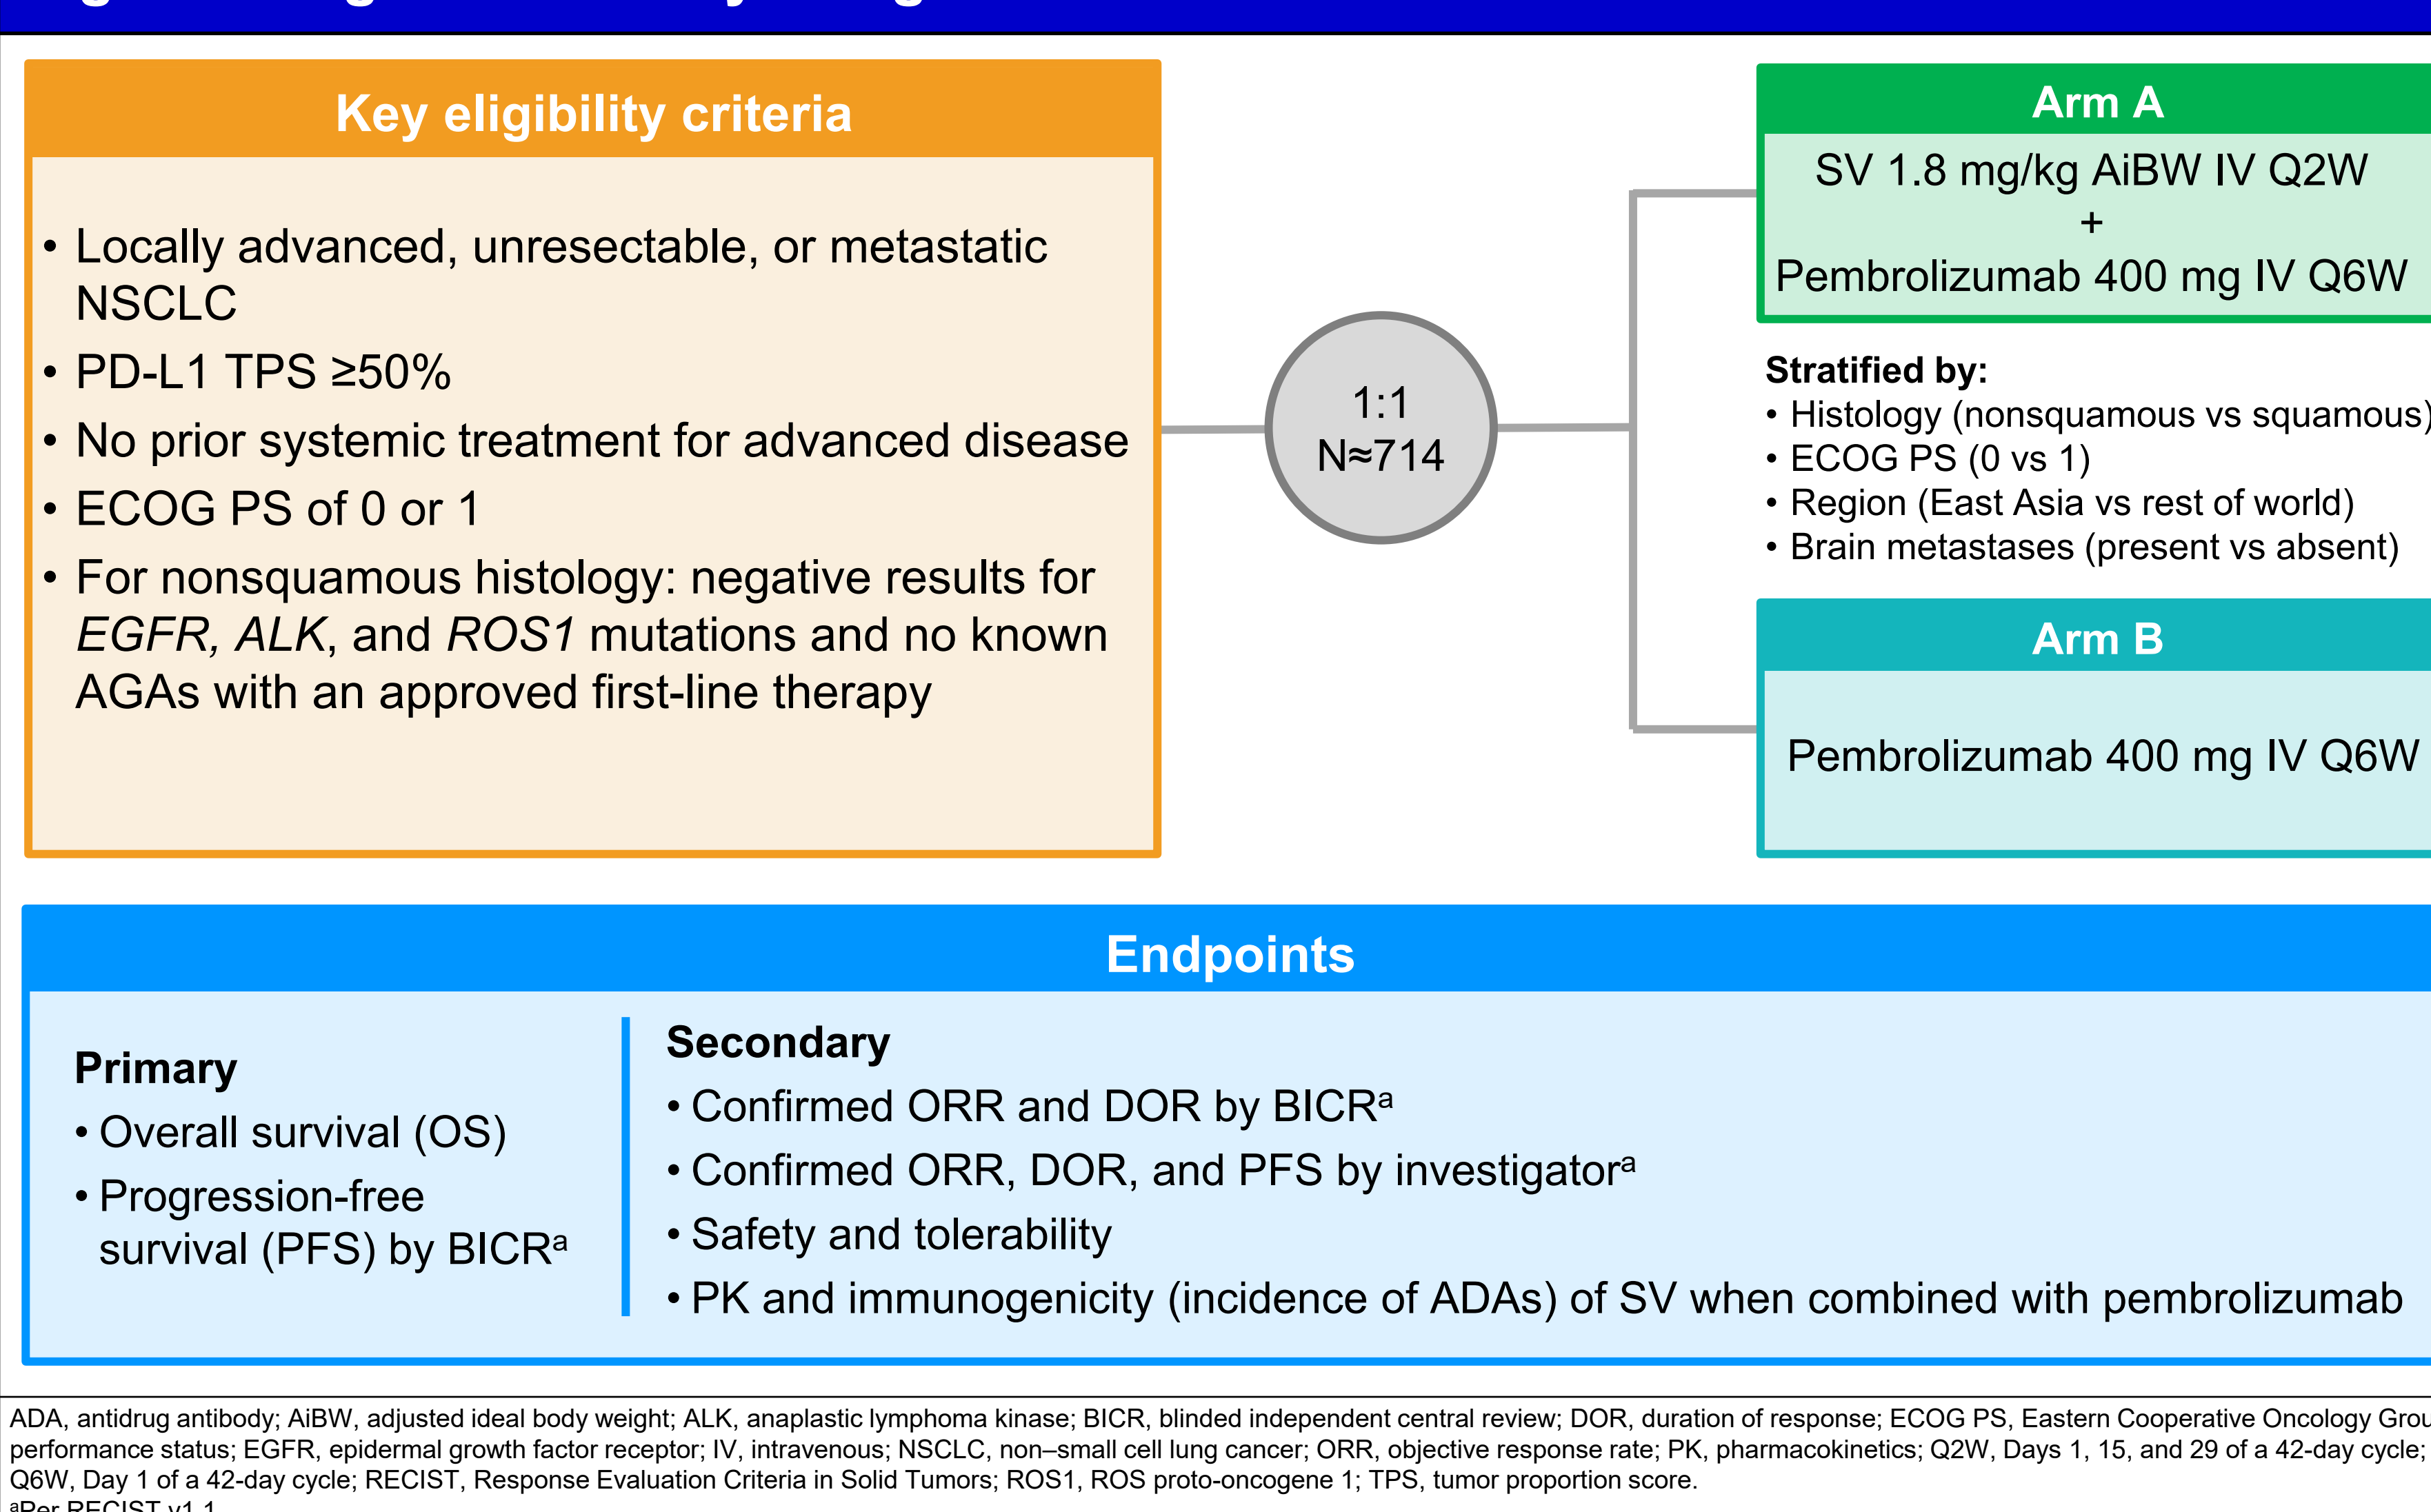 Key eligibility criteria
• Locally advanced, unresectable, or metastatic
NSCLC
• PD-L1 TPS ≥50%
• No prior systemic treatment for advanced disease
• ECOG PS of 0 or 1
• For nonsquamous histology: negative results for
EGFR, ALK, and ROS1 mutations and no known
AGAs with an approved first-line therapy
1:1
N≈714
Arm A
SV 1.8 mg/kg AiBW IV Q2W
+
Pembrolizumab 400 mg IV Q6W
Stratified by:
• Histology (nonsquamous vs squamous)
• ECOG PS (0 vs 1)
• Region (East Asia vs rest of world)
• Brain metastases (present vs absent)
Arm B
Pembrolizumab 400 mg IV Q6W
Endpoints
Primary
• Overall survival (OS)
• Progression-free
survival (PFS) by BICRᵃ
Secondary
• Confirmed ORR and DOR by BICRᵃ
• Confirmed ORR, DOR, and PFS by investigatorᵃ
• Safety and tolerability
• PK and immunogenicity (incidence of ADAs) of SV when combined with pembrolizumab
ADA, antidrug antibody; AiBW, adjusted ideal body weight; ALK, anaplastic lymphoma kinase; BICR, blinded independent central review; DOR, duration of response; ECOG PS, Eastern Cooperative Oncology Grou
performance status; EGFR, epidermal growth factor receptor; IV, intravenous; NSCLC, non–small cell lung cancer; ORR, objective response rate; PK, pharmacokinetics; Q2W, Days 1, 15, and 29 of a 42-day cycle;
Q6W, Day 1 of a 42-day cycle; RECIST, Response Evaluation Criteria in Solid Tumors; ROS1, ROS proto-oncogene 1; TPS, tumor proportion score.
ᵃPer RECIST v1.1